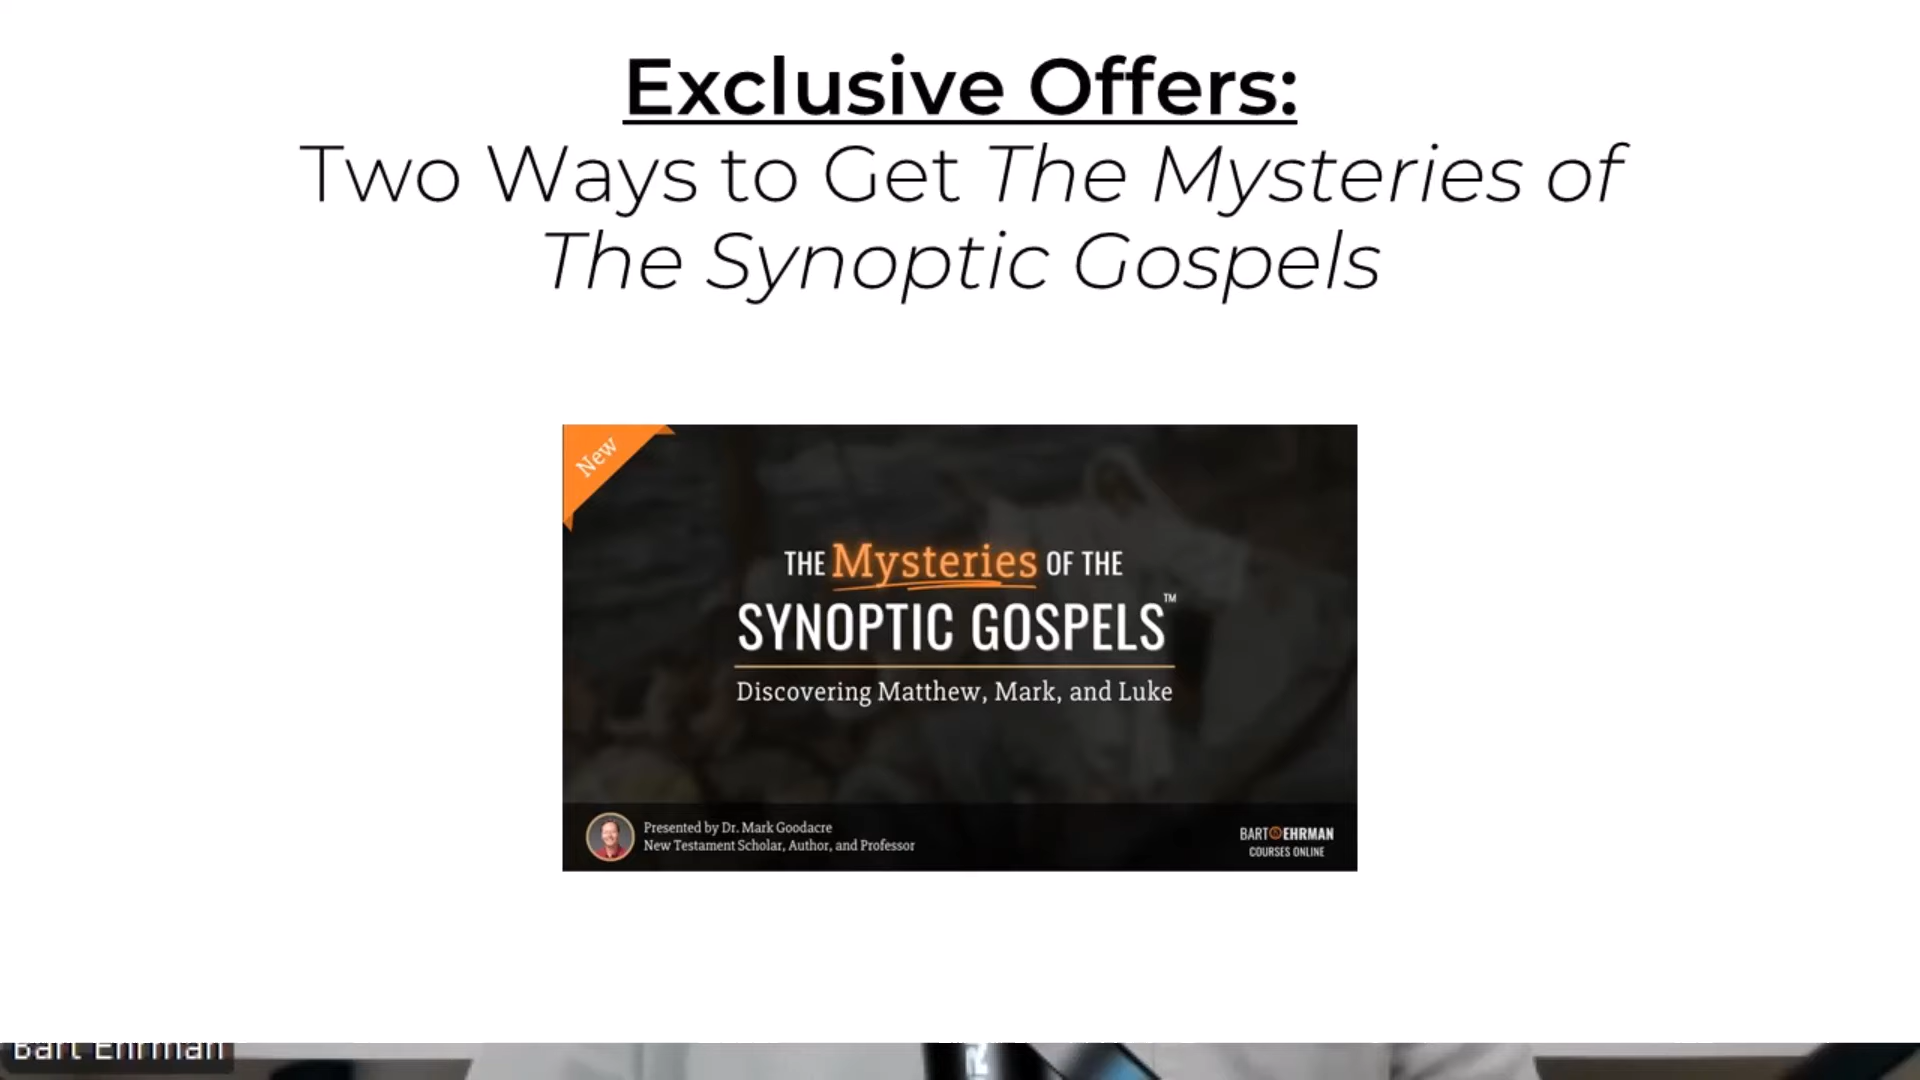 Exclusive Offers:
Two Ways to Get The Mysteries of
The Synoptic Gospels
New
THE Mysteries OF THE
SYNOPTIC GOSPELS™
Discovering Matthew, Mark, and Luke
Presented by Dr. Mark Goodacre
New Testament Scholar, Author, and Professor
BART EHRMAN
COURSES ONLINE
Bart Ehrman